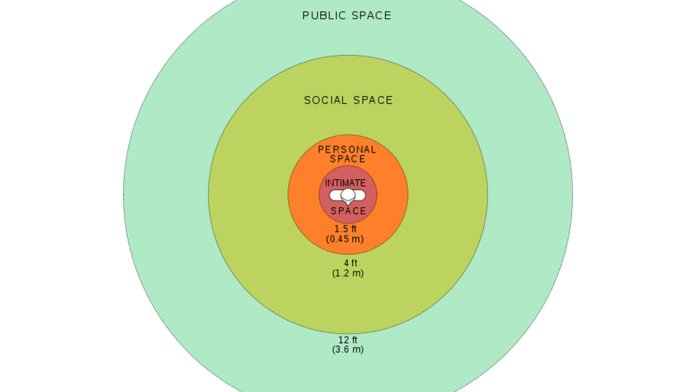 PUBLIC SPACE
SOCIAL SPACE
PERSONAL
SPACE
INTIMATE
SPACE
1.5 ft
(0.45 m)
4 ft
(1.2 m)
12 ft
(3.6 m)